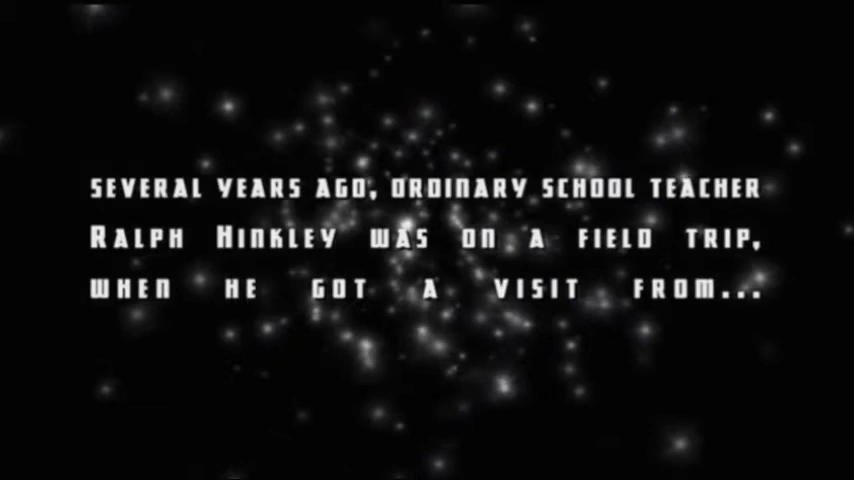 SEVERAL YEARS AGO, ORDINARY SCHOOL TEACHER
RALPH HINKLEY WAS ON A FIELD TRIP,
WHEN HE GOT A VISIT FROM...